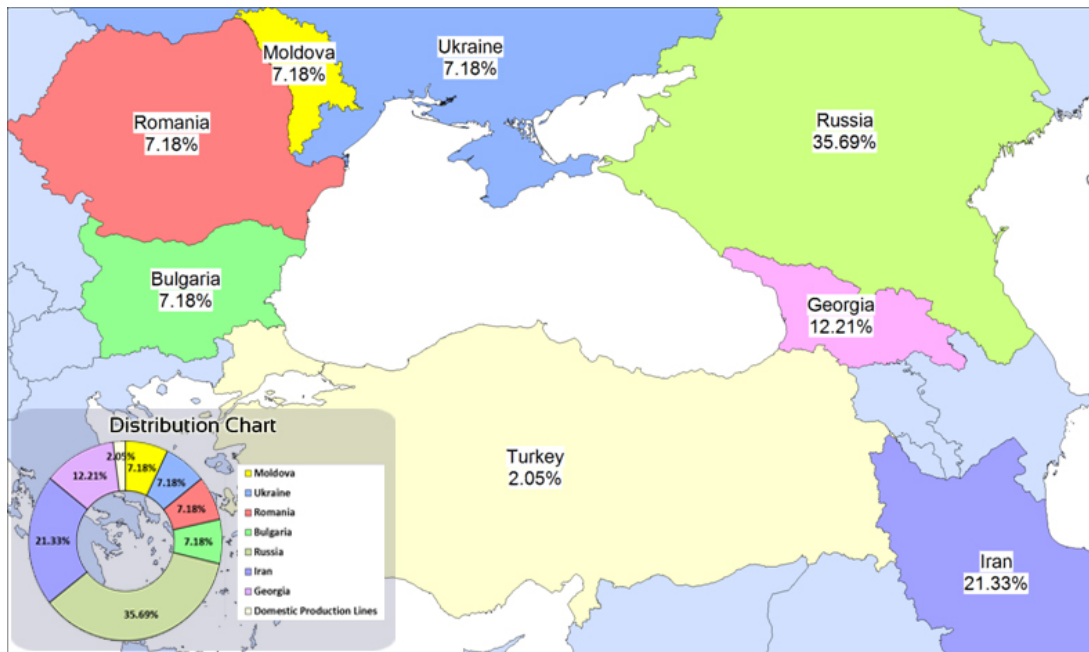 Moldova
7.18%
Ukraine
7.18%
Romania
7.18%
Russia
35.69%
Bulgaria
7.18%
Georgia
12.21%
Turkey
2.05%
Iran
21.33%
Distribution Chart
2.05%
7.18%
12.21%
7.18%
7.18%
21.33%
7.18%
35.69%
Moldova
Ukraine
Romania
Bulgaria
Russia
Iran
Georgia
Domestic Production Lines